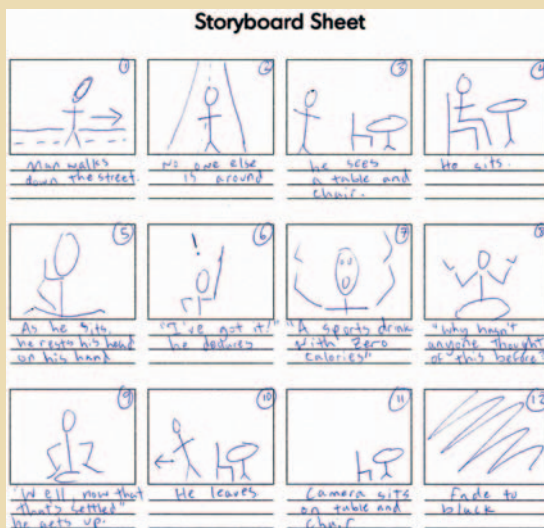 Storyboard Sheet
1
Man walks
down the street.
2
No one else
is around
3
he sees
a table and
chair.
4
He sits.
5
As he sits,
he rests his head
on his hand
6
!
"I've got it!"
he declares
7
"A sports drink
with Zero
calories"
8
"Why hasn't
anyone thought
of this before?"
9
"Well, now that
that's settled"
he gets up.
10
He leaves
11
Camera sits
on table and
chair
12
Fade to
black